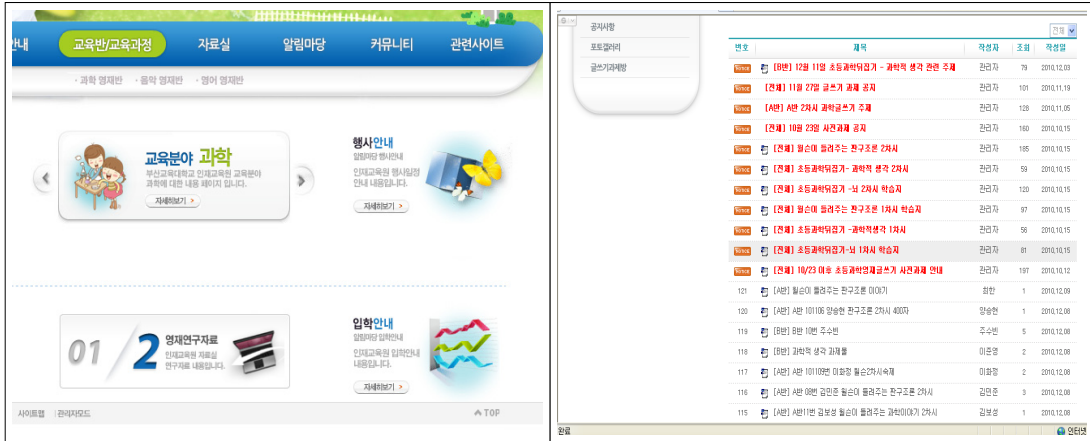 안내 교육반/교육과정 자료실 알림마당 커뮤니티 관련사이트
· 과학 영재반 · 음악 영재반 · 영어 영재반
교육분야 과학
부산교육대학교 인재교육원 교육분야
과학에 대한 내용 페이지 입니다.
자세히보기 >
행사안내
알림마당 행사안내
인재교육원 행사일정
안내 내용입니다.
자세히보기 >
01 / 2
영재연구자료
인재교육원 자료실
연구자료 내용입니다.
입학안내
알림마당 입학안내
인재교육원 입학안내
내용입니다.
자세히보기 >
사이트맵 | 관리자모드
TOP
공지사항
포토갤러리
글쓰기과제방
전체
번호 제목 작성자 조회 작성일
Notice [B반] 12월 11일 초등과학뒤집기 - 과학적 생각 관련 주제 관리자 79 2010,12,03
Notice [전체] 11월 27일 글쓰기 과제 공지 관리자 101 2010,11,19
Notice [A반] A반 2차시 과학글쓰기 주제 관리자 128 2010,11,05
Notice [전체] 10월 23일 사전과제 공지 관리자 160 2010,10,15
Notice [전체] 윌슨이 들려주는 판구조론 2차시 관리자 185 2010,10,15
Notice [전체] 초등과학뒤집기- 과학적 생각 2차시 관리자 59 2010,10,15
Notice [전체] 초등과학뒤집기 -뇌 2차시 학습지 관리자 120 2010,10,15
Notice [전체] 윌슨이 들려주는 판구조론 1차시 학습지 관리자 97 2010,10,15
Notice [전체] 초등과학뒤집기 -과학적생각 1차시 관리자 56 2010,10,15
Notice [전체] 초등과학뒤집기-뇌 1차시 학습지 관리자 81 2010,10,15
Notice [전체] 10/23 이후 초등과학영재글쓰기 사전과제 안내 관리자 197 2010,10,12
121 [A반] 윌슨이 들려주는 판구조론 이야기 최한 1 2010,12,09
120 [A반] A반 101106 양승현 판구조론 2차시 400자 양승현 1 2010,12,08
119 [B반] B반 10번 주수빈 주수빈 5 2010,12,08
118 [B반] 과학적 생각 과제물 이준영 2 2010,12,08
117 [A반] A반 101109번 이화정 윌슨2차시숙제 이화정 2 2010,12,08
116 [A반] A반 08번 김민준 윌슨이 들려주는 판구조론 2차시 김민준 3 2010,12,08
115 [A반] A반11번 김보성 윌슨이 들려주는 과학이야기 2차시 김보성 1 2010,12,08
완료 인터넷